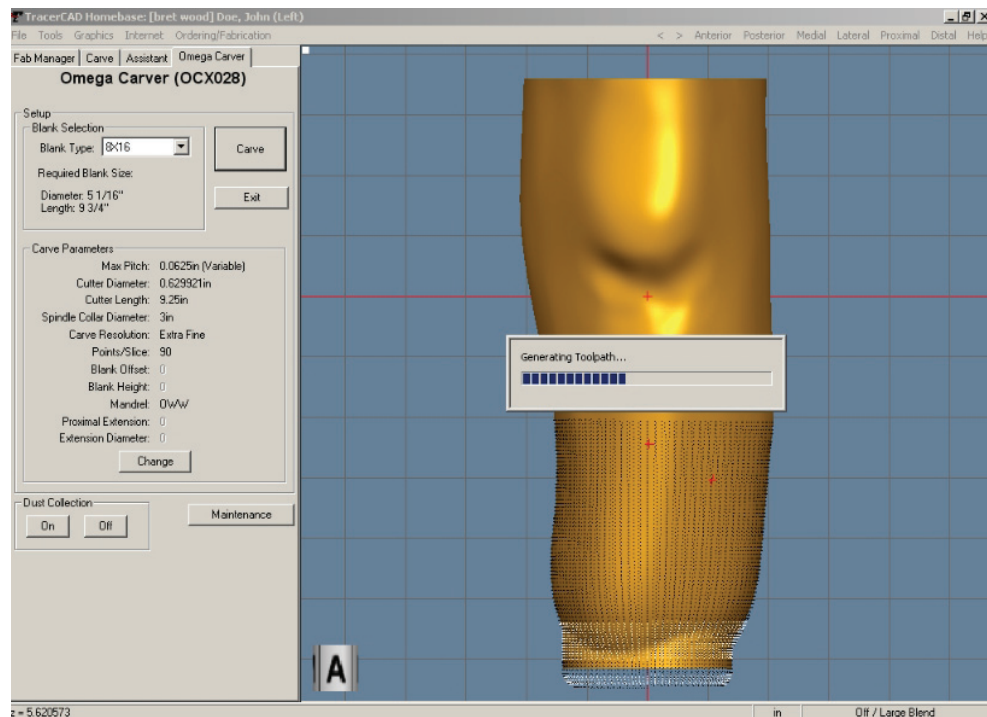 TracerCAD Homebase: [bret wood] Doe, John (Left)
File Tools Graphics Internet Ordering/Fabrication < > Anterior Posterior Medial Lateral Proximal Distal Help
Fab Manager Carve Assistant Omega Carver
Omega Carver (OCX028)
Setup
Blank Selection
Blank Type: 8X16
Carve
Required Blank Size:
Diameter: 5 1/16"
Length: 9 3/4"
Exit
Carve Parameters
Max Pitch: 0.0625in (Variable)
Cutter Diameter: 0.629921in
Cutter Length: 9.25in
Spindle Collar Diameter: 3in
Carve Resolution: Extra Fine
Points/Slice: 90
Blank Offset: 0
Blank Height: 0
Mandrel: OWW
Proximal Extension: 0
Extension Diameter: 0
Change
Dust Collection
On Off
Maintenance
Generating Toolpath...
A
z = 5.620573 in Off / Large Blend